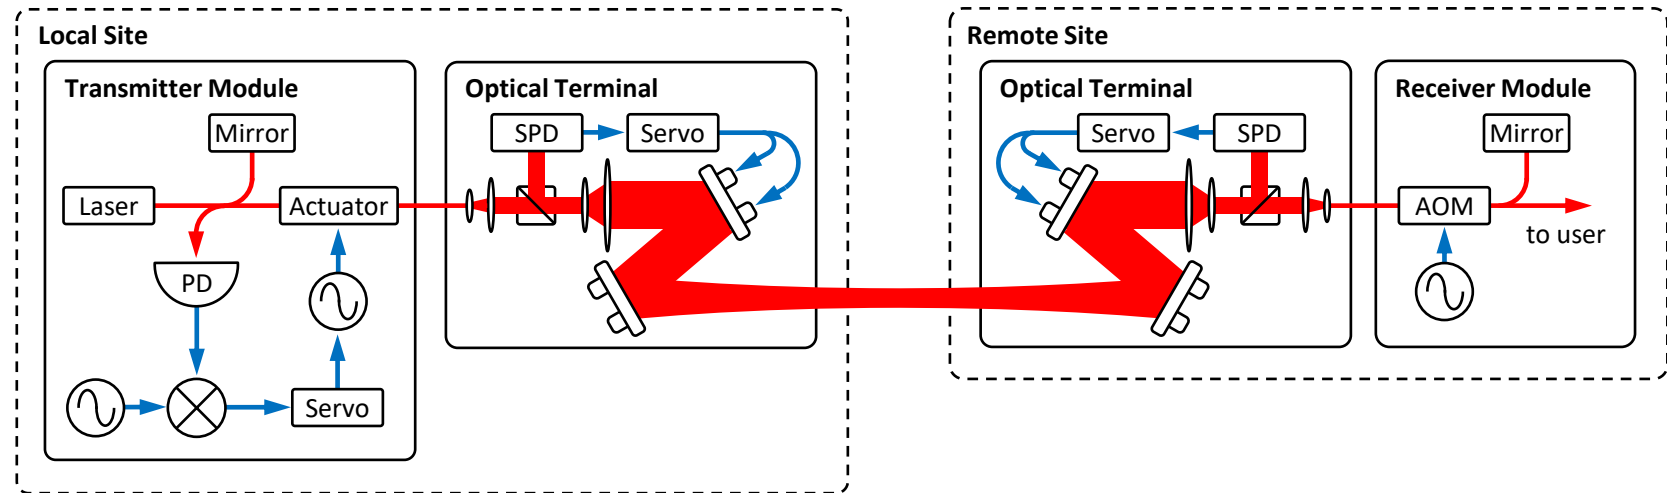 Local Site
Transmitter Module
Mirror
Laser
Actuator
PD
Servo
Optical Terminal
SPD
Servo
Remote Site
Optical Terminal
Servo
SPD
Receiver Module
Mirror
AOM
to user